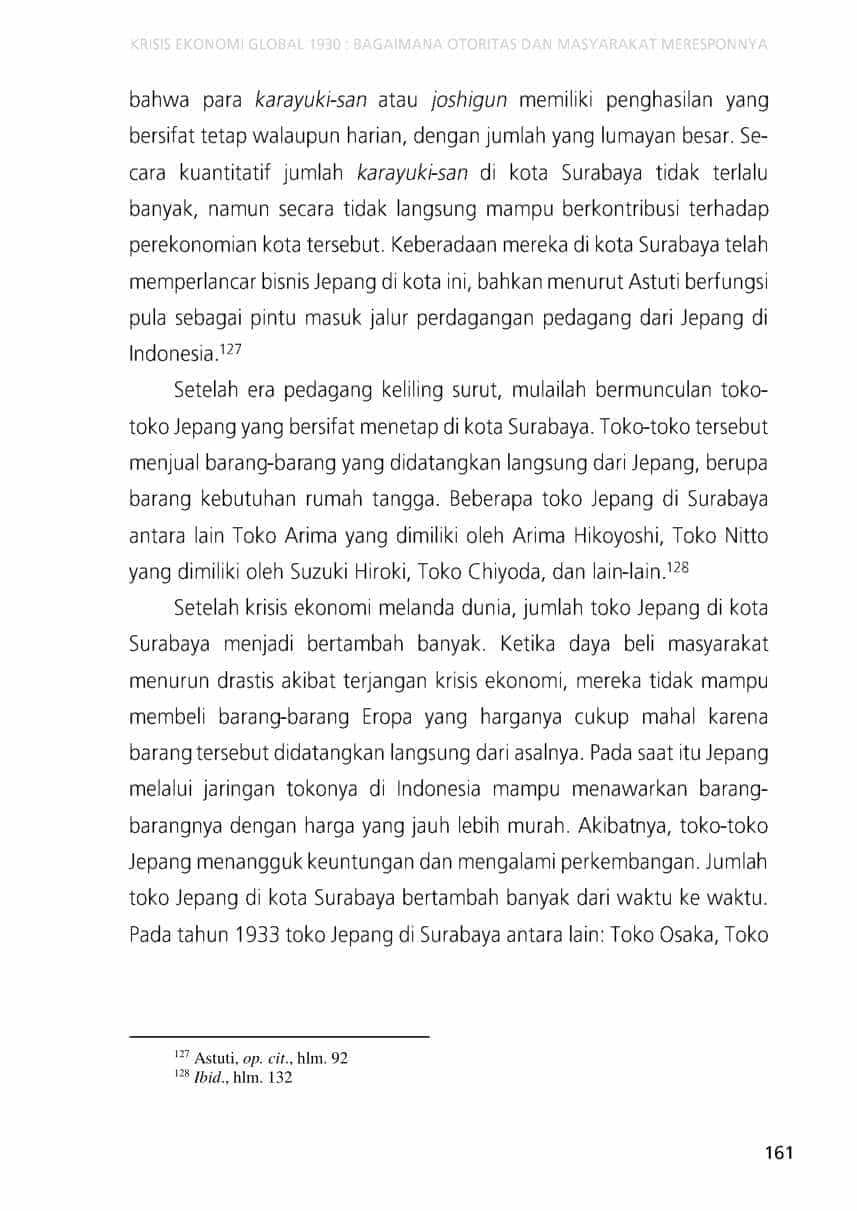 KRISIS EKONOMI GLOBAL 1930 : BAGAIMANA OTORITAS DAN MASYARAKAT MERESPONNYA
bahwa para karayuki-san atau joshigun memiliki penghasilan yang
bersifat tetap walaupun harian, dengan jumlah yang lumayan besar. Se-
cara kuantitatif jumlah karayuki-san di kota Surabaya tidak terlalu
banyak, namun secara tidak langsung mampu berkontribusi terhadap
perekonomian kota tersebut. Keberadaan mereka di kota Surabaya telah
memperlancar bisnis Jepang di kota ini, bahkan menurut Astuti berfungsi
pula sebagai pintu masuk jalur perdagangan pedagang dari Jepang di
Indonesia.127
Setelah era pedagang keliling surut, mulailah bermunculan toko-
toko Jepang yang bersifat menetap di kota Surabaya. Toko-toko tersebut
menjual barang-barang yang didatangkan langsung dari Jepang, berupa
barang kebutuhan rumah tangga. Beberapa toko Jepang di Surabaya
antara lain Toko Arima yang dimiliki oleh Arima Hikoyoshi, Toko Nitto
yang dimiliki oleh Suzuki Hiroki, Toko Chiyoda, dan lain-lain.128
Setelah krisis ekonomi melanda dunia, jumlah toko Jepang di kota
Surabaya menjadi bertambah banyak. Ketika daya beli masyarakat
menurun drastis akibat terjangan krisis ekonomi, mereka tidak mampu
membeli barang-barang Eropa yang harganya cukup mahal karena
barang tersebut didatangkan langsung dari asalnya. Pada saat itu Jepang
melalui jaringan tokonya di Indonesia mampu menawarkan barang-
barangnya dengan harga yang jauh lebih murah. Akibatnya, toko-toko
Jepang menangguk keuntungan dan mengalami perkembangan. Jumlah
toko Jepang di kota Surabaya bertambah banyak dari waktu ke waktu.
Pada tahun 1933 toko Jepang di Surabaya antara lain: Toko Osaka, Toko
127 Astuti, op. cit., hlm. 92
128 Ibid., hlm. 132
161